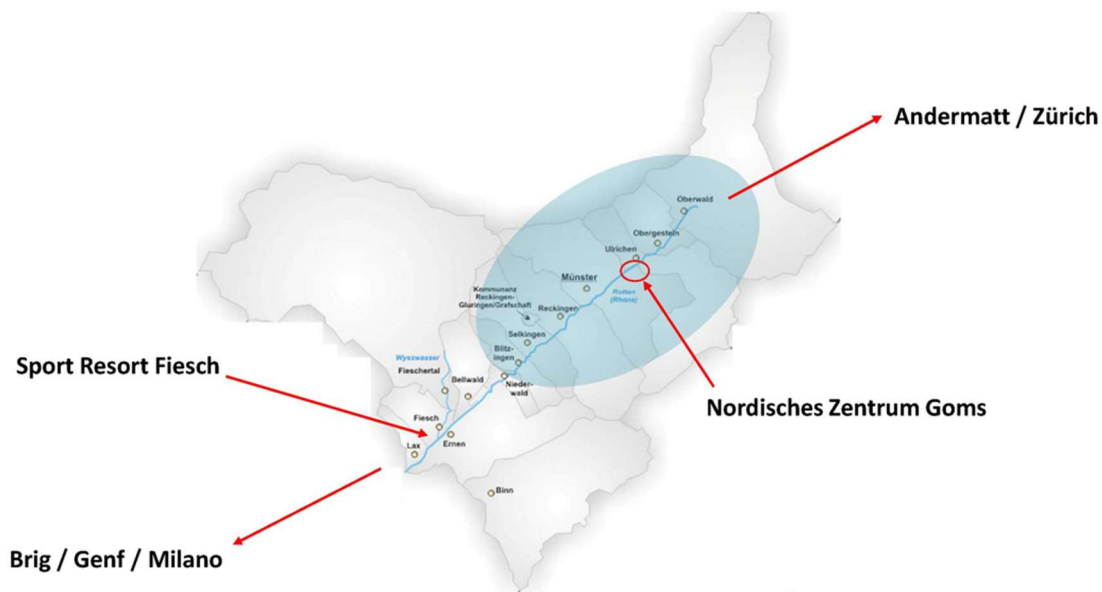 Andermatt / Zürich
Oberwald
Obergesteln
Ulrichen
Münster
Rotten
(Rhone)
Kommunanz
Reckingen-
Gluringen/Grafschaft
Reckingen
Selkingen
Blitz-
ingen
Wysswasser
Fieschertal
Bellwald
Nieder-
wald
Sport Resort Fiesch
Nordisches Zentrum Goms
Fiesch
Ernen
Lax
Binn
Brig / Genf / Milano